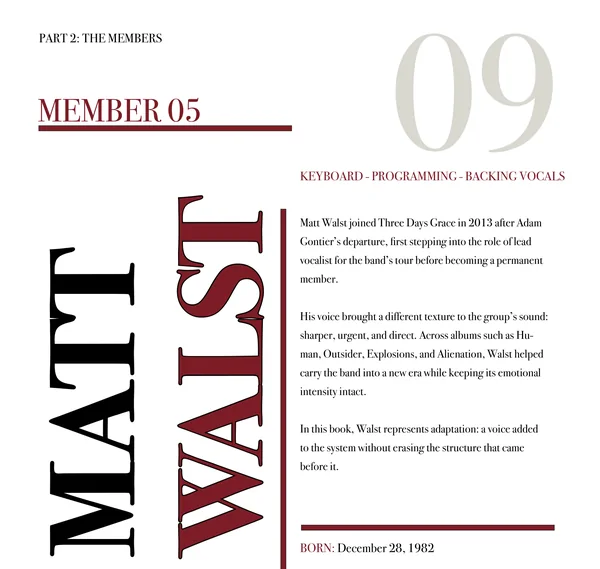 PART 2: THE MEMBERS
09
MEMBER 05
KEYBOARD - PROGRAMMING - BACKING VOCALS
MATT
WALST
Matt Walst joined Three Days Grace in 2013 after Adam
Gontier’s departure, first stepping into the role of lead
vocalist for the band’s tour before becoming a permanent
member.
His voice brought a different texture to the group’s sound:
sharper, urgent, and direct. Across albums such as Hu-
man, Outsider, Explosions, and Alienation, Walst helped
carry the band into a new era while keeping its emotional
intensity intact.
In this book, Walst represents adaptation: a voice added
to the system without erasing the structure that came
before it.
BORN: December 28, 1982